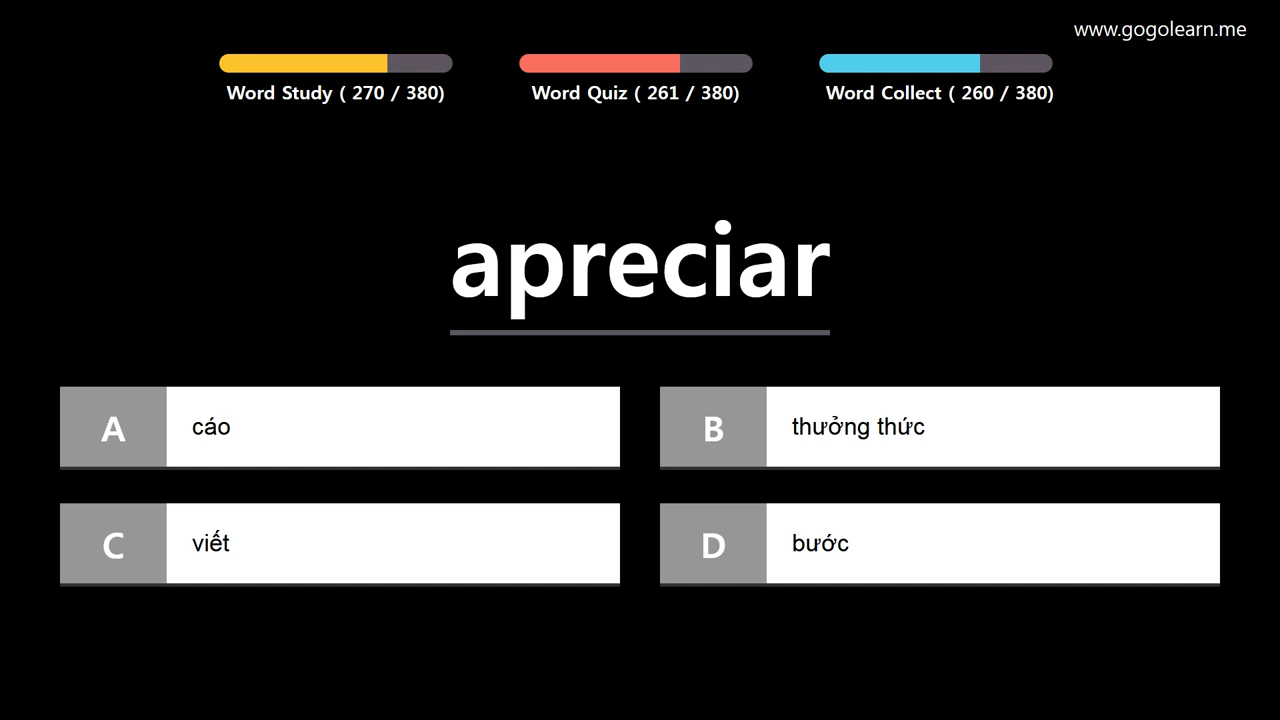 www.gogolearn.me
Word Study ( 270 / 380)
Word Quiz ( 261 / 380)
Word Collect ( 260 / 380)
apreciar
A cáo
B thưởng thức
C viết
D bước